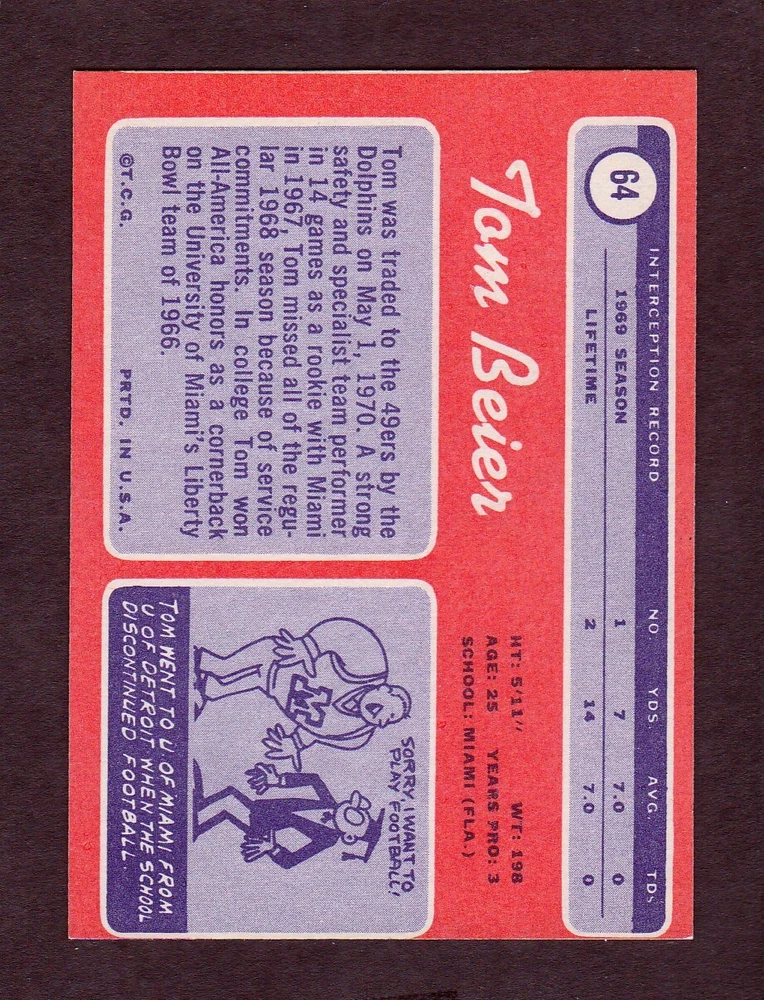 64
INTERCEPTION RECORD NO. YDS. AVG. TDs
1969 SEASON 1 7 7.0 0
LIFETIME 2 14 7.0 0
Tom Beier
HT: 5'11" WT: 198
AGE: 25 YEARS PRO: 3
SCHOOL: MIAMI (FLA.)
Tom was traded to the 49ers by the
Dolphins on May 1, 1970. A strong
safety and specialist team performer
in 14 games as a rookie with Miami
in 1967, Tom missed all of the regu-
lar 1968 season because of service
commitments. In college Tom won
All-America honors as a cornerback
on the University of Miami's Liberty
Bowl team of 1966.
©T.C.G. PRTD. IN U.S.A.
SORRY, I WANT TO
PLAY FOOTBALL!
M
TOM WENT TO U OF MIAMI FROM
U OF DETROIT WHEN THE SCHOOL
DISCONTINUED FOOTBALL.